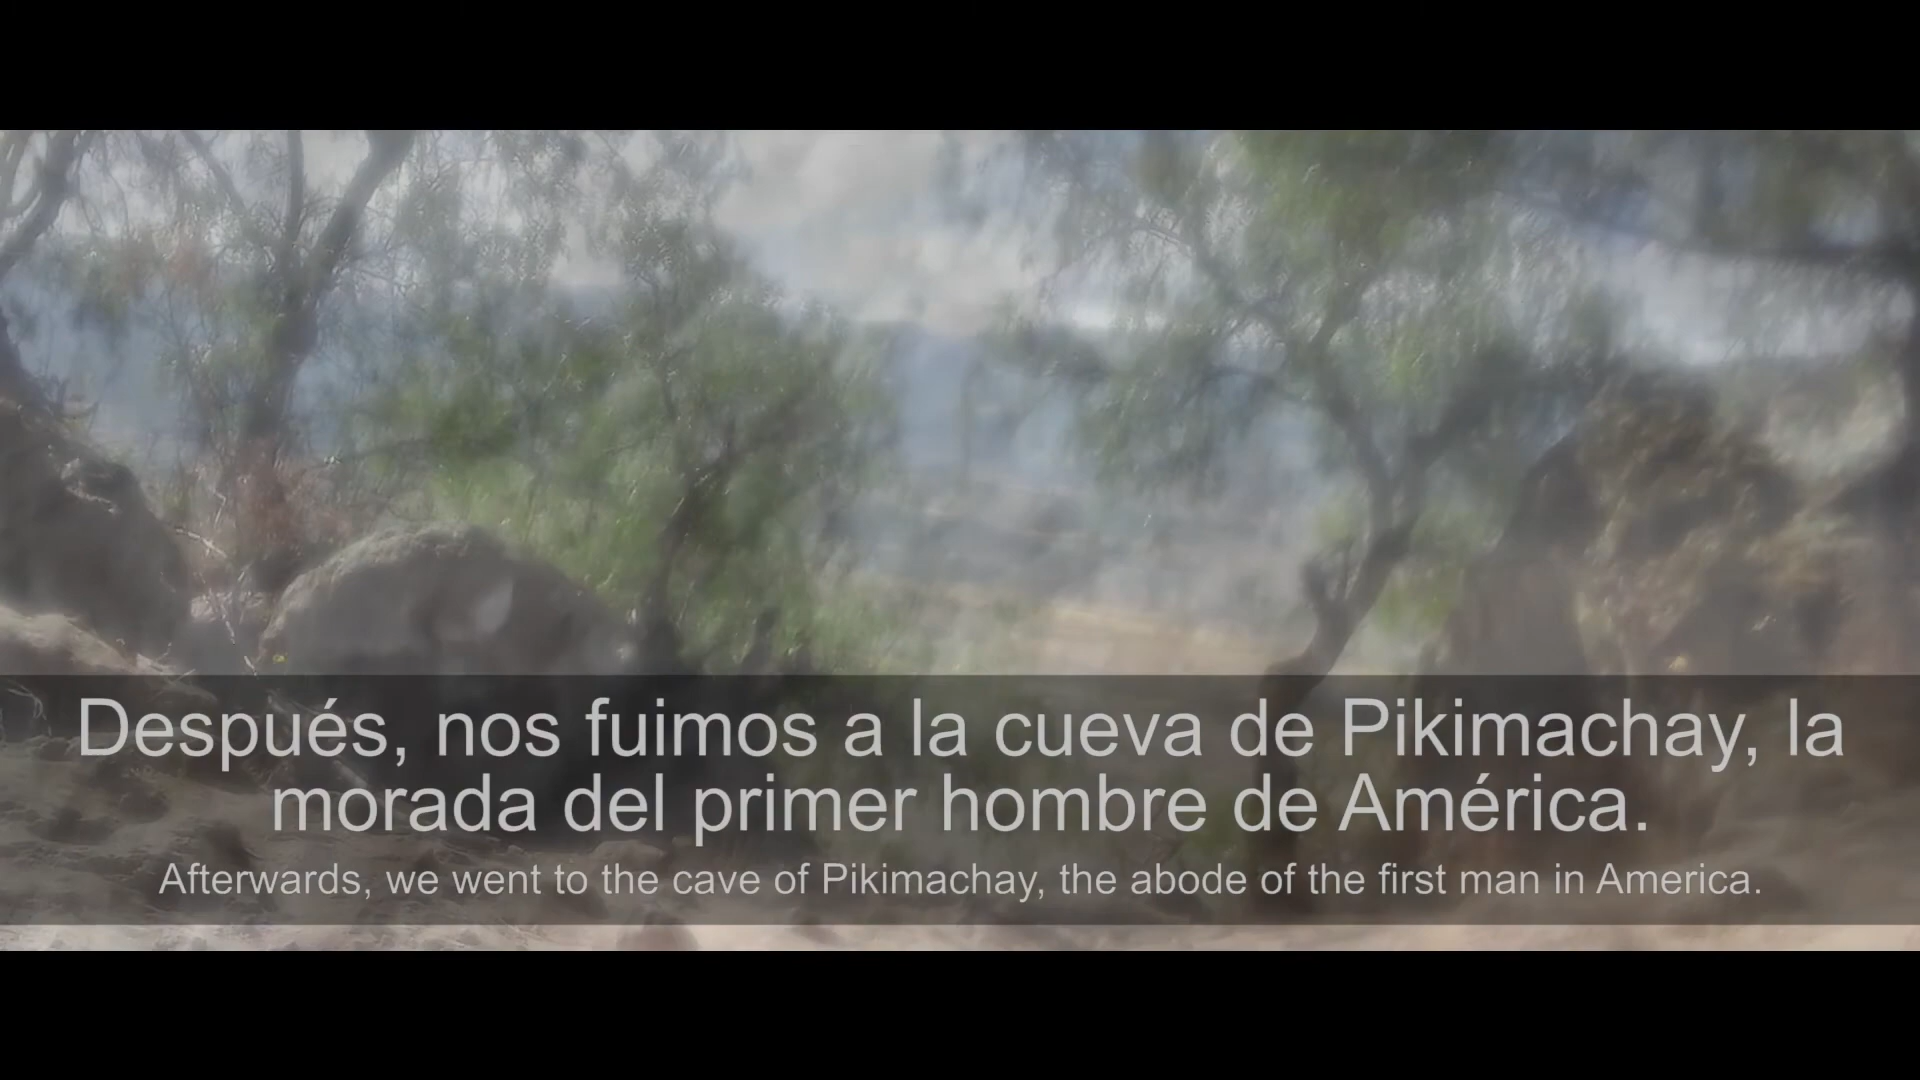 Después, nos fuimos a la cueva de Pikimachay, la
morada del primer hombre de América.
Afterwards, we went to the cave of Pikimachay, the abode of the first man in America.